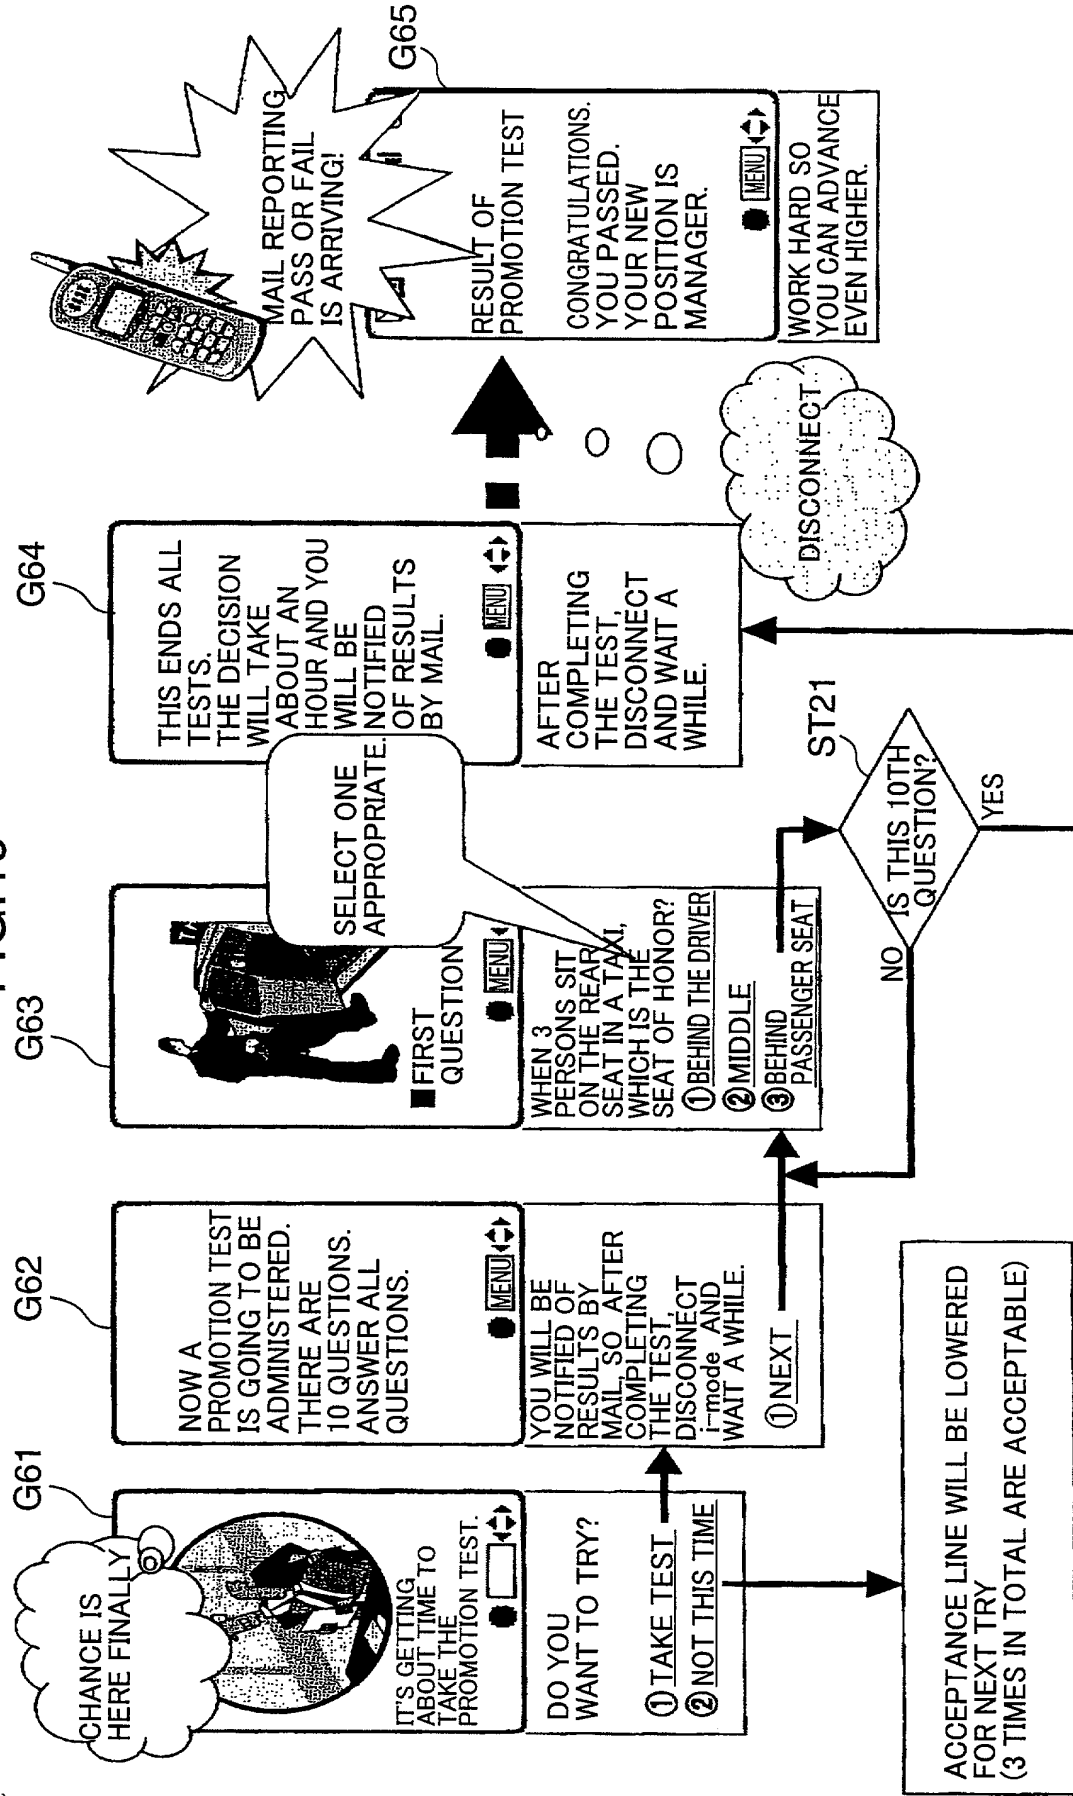 G61
CHANCE IS
HERE FINALLY
IT'S GETTING
ABOUT TIME TO
TAKE THE
PROMOTION TEST.
DO YOU
WANT TO TRY?
①TAKE TEST
②NOT THIS TIME
G62
NOW A
PROMOTION TEST
IS GOING TO BE
ADMINISTERED.
THERE ARE
10 QUESTIONS.
ANSWER ALL
QUESTIONS.
MENU
YOU WILL BE
NOTIFIED OF
RESULTS BY
MAIL, SO AFTER
COMPLETING
THE TEST,
DISCONNECT
i-mode AND
WAIT A WHILE.
①NEXT
G63
■FIRST
QUESTION
MENU
SELECT ONE
APPROPRIATE.
WHEN 3
PERSONS SIT
ON THE REAR
SEAT IN A TAXI,
WHICH IS THE
SEAT OF HONOR?
①BEHIND THE DRIVER
②MIDDLE
③BEHIND
PASSENGER SEAT
G64
THIS ENDS ALL
TESTS.
THE DECISION
WILL TAKE
ABOUT AN
HOUR AND YOU
WILL BE
NOTIFIED
OF RESULTS
BY MAIL.
MENU
AFTER
COMPLETING
THE TEST,
DISCONNECT
AND WAIT A
WHILE.
DISCONNECT
MAIL REPORTING
PASS OR FAIL
IS ARRIVING!
G65
RESULT OF
PROMOTION TEST
CONGRATULATIONS.
YOU PASSED.
YOUR NEW
POSITION IS
MANAGER.
MENU
WORK HARD SO
YOU CAN ADVANCE
EVEN HIGHER.
ST21
IS THIS 10TH
QUESTION?
NO
YES
ACCEPTANCE LINE WILL BE LOWERED
FOR NEXT TRY
(3 TIMES IN TOTAL ARE ACCEPTABLE)